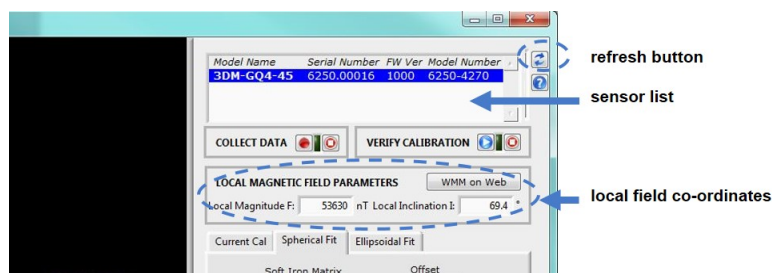 Model Name Serial Number FW Ver Model Number
3DM-GQ4-45 6250.00016 1000 6250-4270
refresh button
sensor list
COLLECT DATA VERIFY CALIBRATION
LOCAL MAGNETIC FIELD PARAMETERS WMM on Web
Local Magnitude F: 53630 nT Local Inclination I: 69.4 °
local field co-ordinates
Current Cal Spherical Fit Ellipsoidal Fit
Soft Iron Matrix Offset